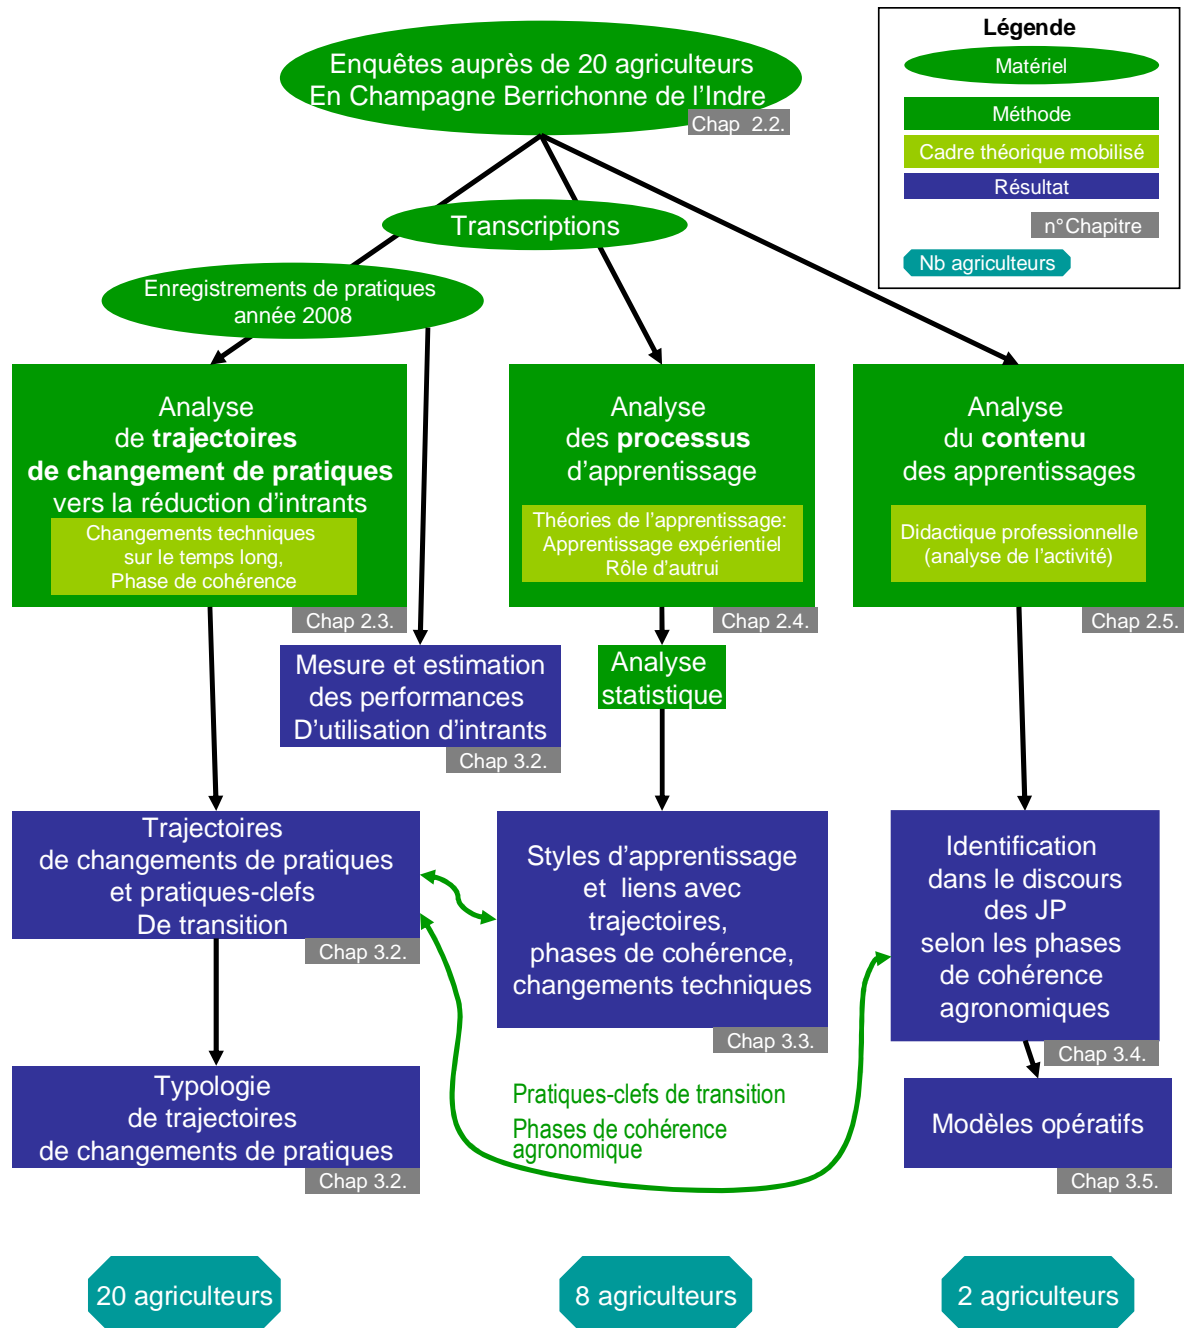 Légende
Matériel
Méthode
Cadre théorique mobilisé
Résultat
n°Chapitre
Nb agriculteurs
Enquêtes auprès de 20 agriculteurs
En Champagne Berrichonne de l'Indre
Chap 2.2.
Transcriptions
Enregistrements de pratiques
année 2008
Analyse
de trajectoires
de changement de pratiques
vers la réduction d'intrants
Changements techniques
sur le temps long,
Phase de cohérence
Chap 2.3.
Analyse
des processus
d'apprentissage
Théories de l'apprentissage:
Apprentissage expérientiel
Rôle d'autrui
Chap 2.4.
Analyse
du contenu
des apprentissages
Didactique professionnelle
(analyse de l'activité)
Chap 2.5.
Mesure et estimation
des performances
D'utilisation d'intrants
Chap 3.2.
Analyse
statistique
Trajectoires
de changements de pratiques
et pratiques-clefs
De transition
Chap 3.2.
Styles d'apprentissage
et liens avec
trajectoires,
phases de cohérence,
changements techniques
Chap 3.3.
Identification
dans le discours
des JP
selon les phases
de cohérence
agronomiques
Chap 3.4.
Typologie
de trajectoires
de changements de pratiques
Chap 3.2.
Pratiques-clefs de transition
Phases de cohérence
agronomique
Modèles opératifs
Chap 3.5.
20 agriculteurs
8 agriculteurs
2 agriculteurs